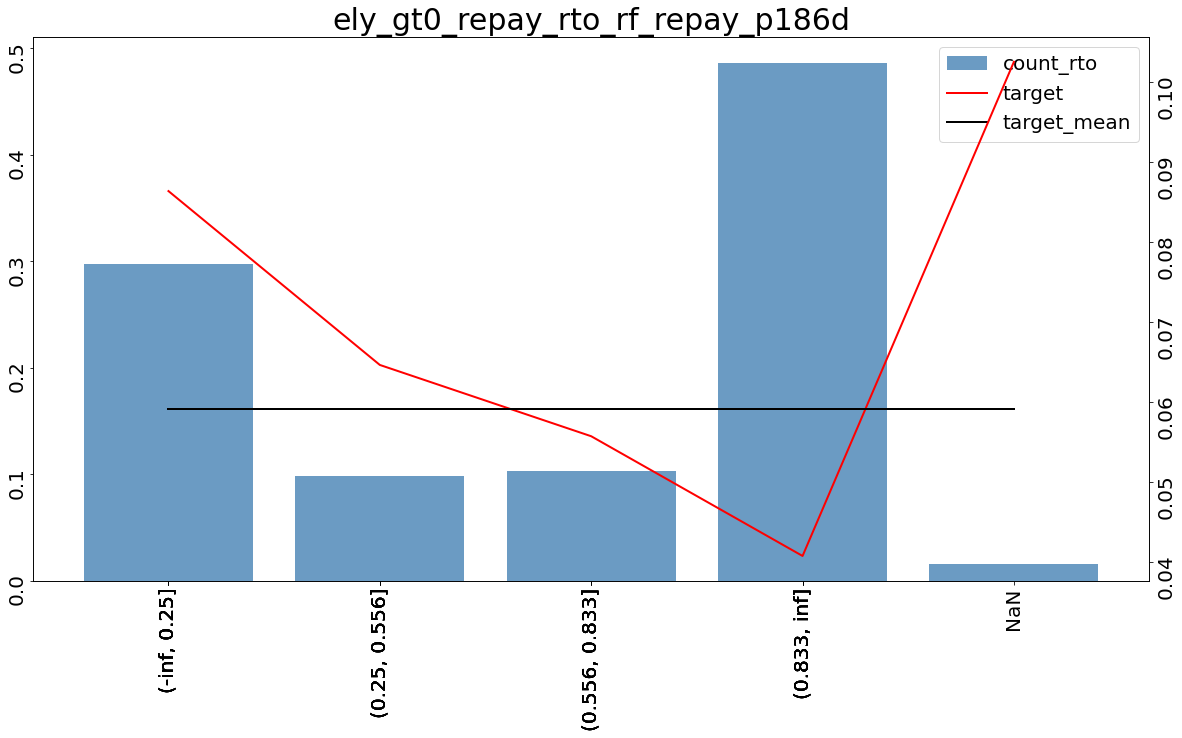 ely_gt0_repay_rto_rf_repay_p186d
count_rto
target
target_mean
0.5
0.4
0.3
0.2
0.1
0.0
0.10
0.09
0.08
0.07
0.06
0.05
0.04
(-inf, 0.25]
(0.25, 0.556]
(0.556, 0.833]
(0.833, inf]
NaN